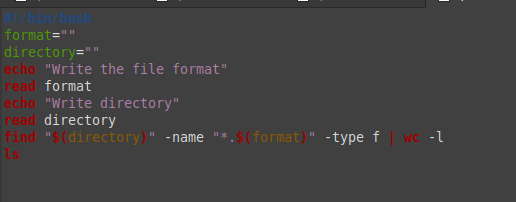 #!/bin/bash
format=""
directory=""
echo "Write the file format"
read format
echo "Write directory"
read directory
find "$(directory)" -name "*.$(format)" -type f | wc -l
ls